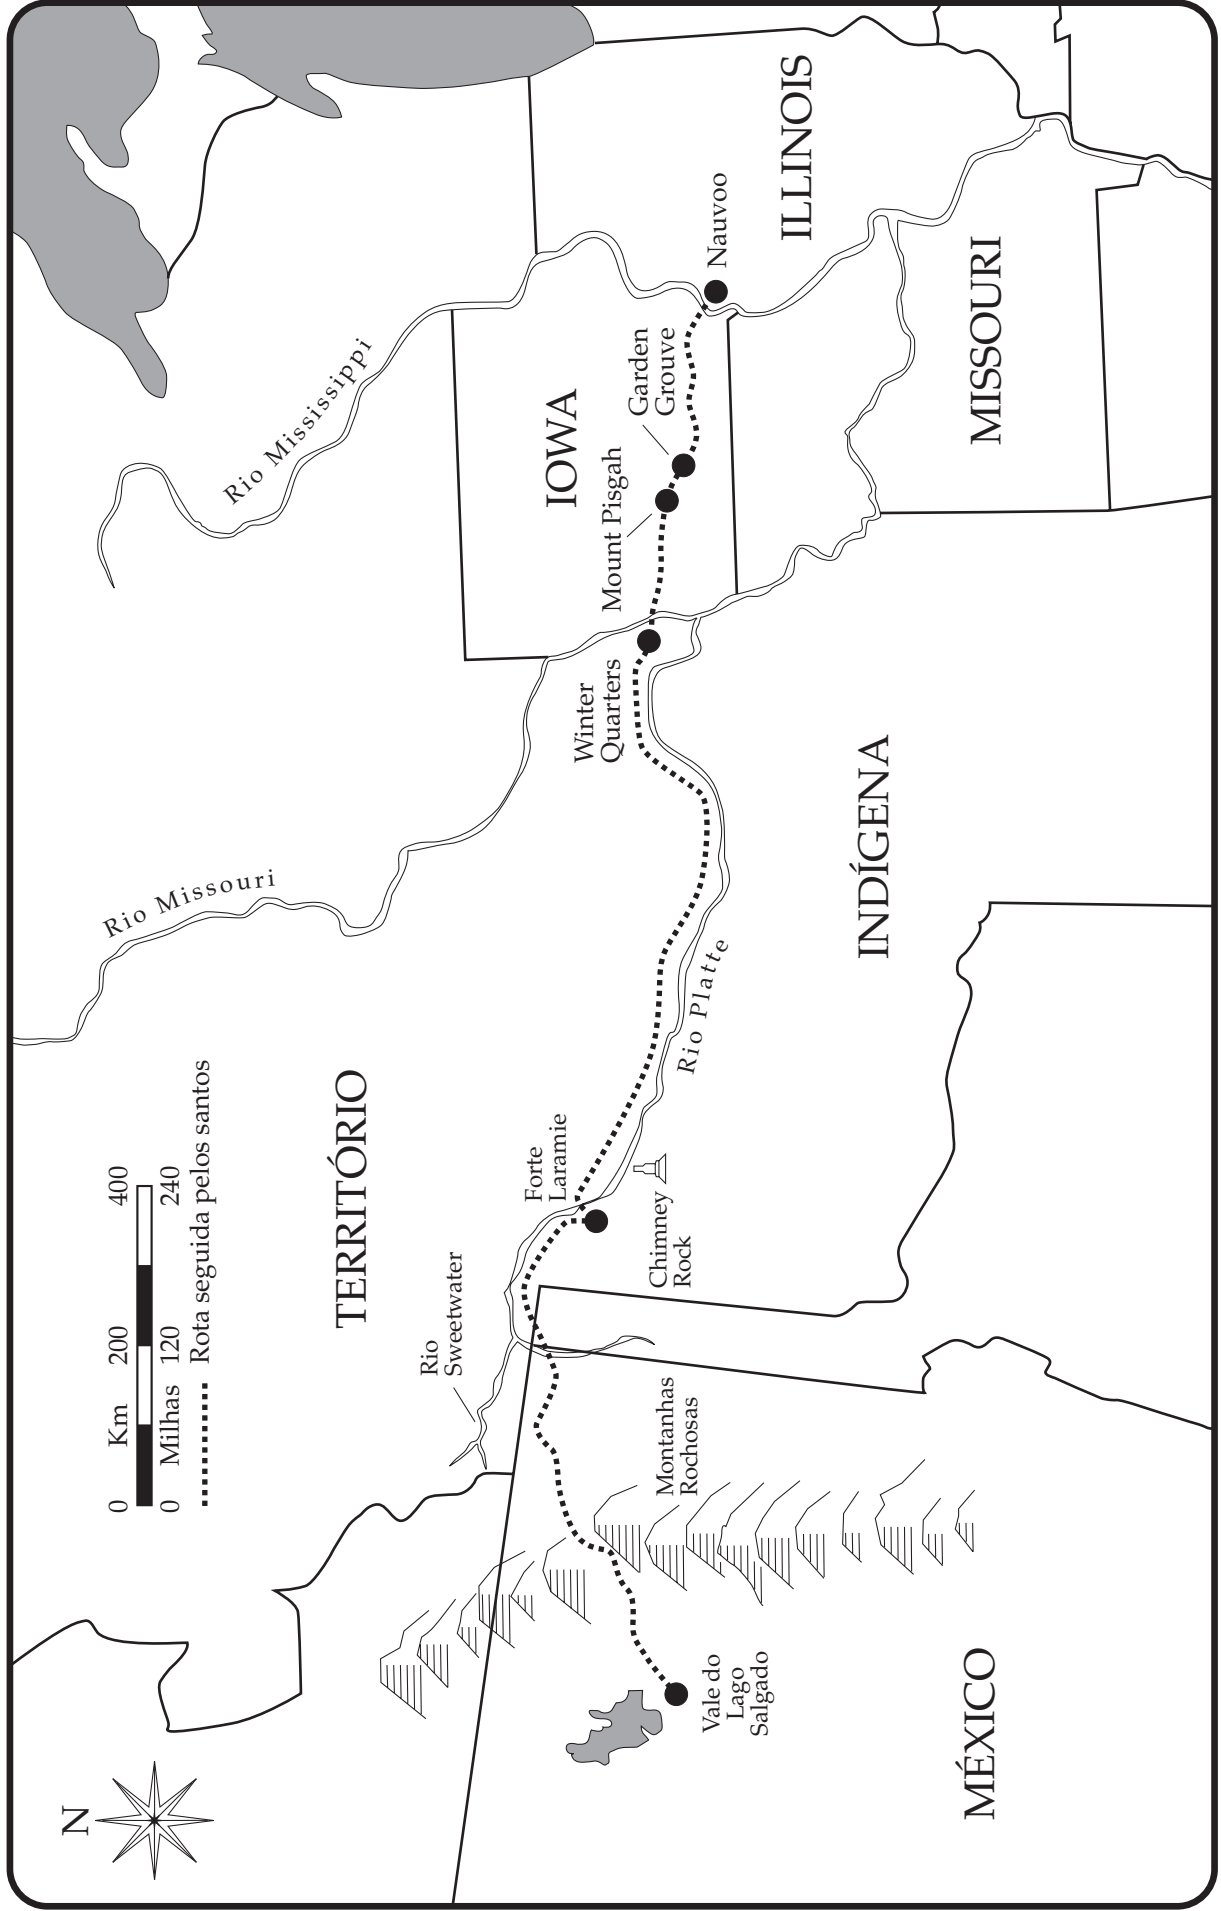 N
0 Km 200 400
0 Milhas 120 240
Rota seguida pelos santos
Rio Missouri
Rio Mississippi
TERRITÓRIO
Rio
Sweetwater
Forte
Laramie
Winter
Quarters
IOWA
Mount Pisgah
Garden
Grouve
Nauvoo
ILLINOIS
Chimney
Rock
Rio Platte
Montanhas
Rochosas
Vale do
Lago
Salgado
INDÍGENA
MISSOURI
MÉXICO